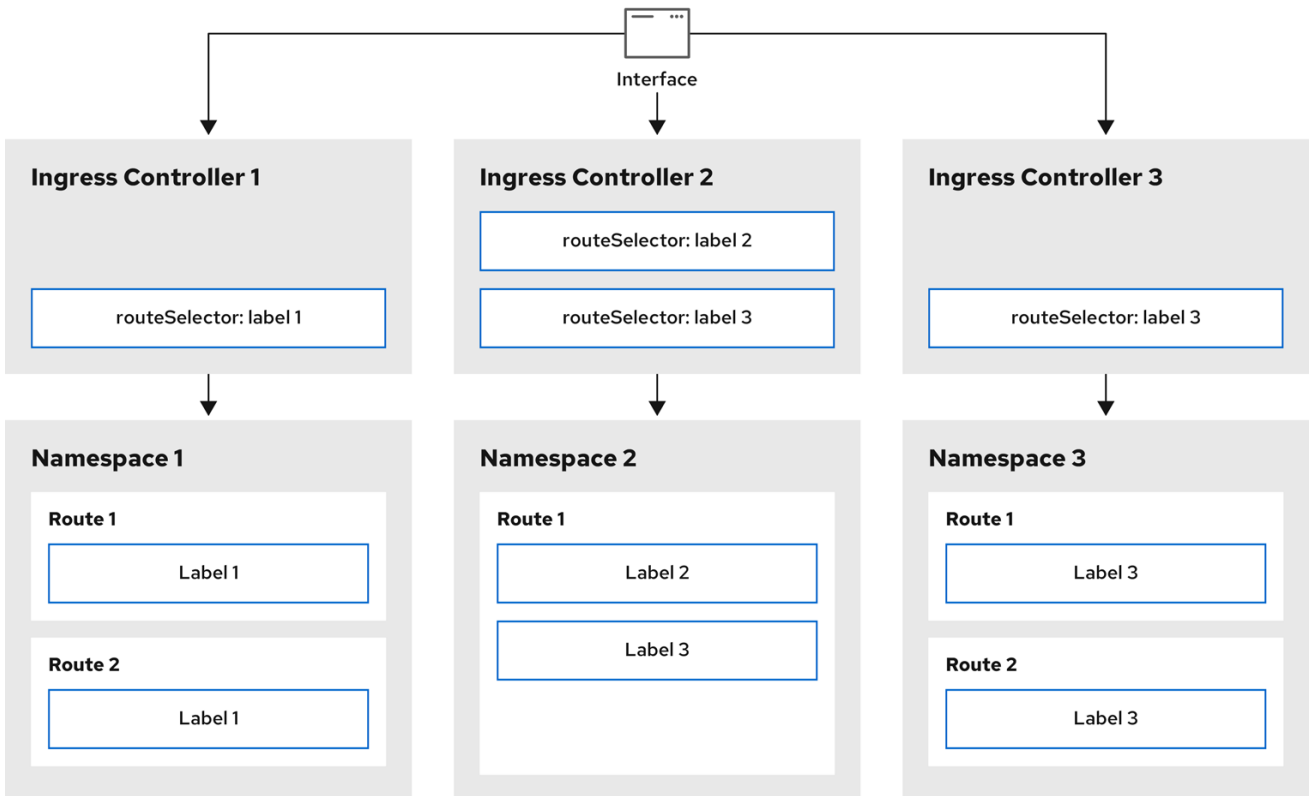 Interface
Ingress Controller 1
routeSelector: label 1
Ingress Controller 2
routeSelector: label 2
routeSelector: label 3
Ingress Controller 3
routeSelector: label 3
Namespace 1
Route 1
Label 1
Route 2
Label 1
Namespace 2
Route 1
Label 2
Label 3
Namespace 3
Route 1
Label 3
Route 2
Label 3